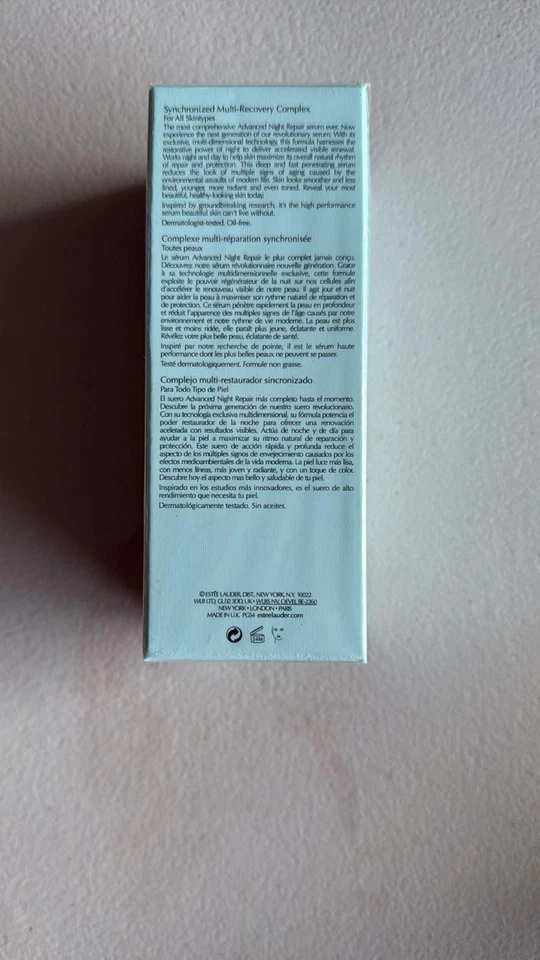 Synchronized Multi-Recovery Complex
For All Skintypes
The most comprehensive Advanced Night Repair serum ever. Now
experience the next generation of our revolutionary serum. With its
exclusive, multi-dimensional technology, this formula harnesses the
restorative power of night to deliver accelerated visible renewal.
Works night and day to help skin maximize its overall natural rhythm
of repair and protection. This deep and fast penetrating serum
reduces the look of multiple signs of aging caused by the
environmental assaults of modern life. Skin looks smoother and less
lined, younger, more radiant and even toned. Reveal your most
beautiful, healthy-looking skin today.
Inspired by groundbreaking research, it's the high performance
serum beautiful skin can't live without.
Dermatologist-tested. Oil-free.
Complexe multi-réparation synchronisée
Toutes peaux
Le sérum Advanced Night Repair le plus complet jamais conçu.
Découvrez notre sérum révolutionnaire nouvelle génération. Grace
à sa technologie multidimensionnelle exclusive, cette formule
exploite le pouvoir régénérateur de la nuit sur nos cellules afin
d'accélérer le renouveau visible de notre peau. Il agit jour et nuit
pour aider la peau à maximiser son rythme naturel de réparation et
de protection. Ce sérum pénètre rapidement la peau en profondeur
et réduit l'apparence des multiples signes de l'âge causés par notre
environnement et notre rythme de vie moderne. La peau est plus
lisse et moins ridée, elle paraît plus jeune, éclatante et uniforme.
Révélez votre plus belle peau, éclatante de santé.
Inspiré par notre recherche de pointe, il est le sérum haute
performance dont les plus belles peaux ne peuvent se passer.
Testé dermatologiquement. Formule non grasse.
Complejo multi-restaurador sincronizado
Para Todo Tipo de Piel
El suero Advanced Night Repair más completo hasta el momento.
Descubre la próxima generación de nuestro suero revolucionario.
Con su tecnología exclusiva multidimensional, su fórmula potencia el
poder restaurador de la noche para ofrecer una renovación
acelerada con resultados visibles. Actúa de noche y de día para
ayudar a la piel a maximizar su ritmo natural de reparación y
protección. Este suero de acción rápida y profunda reduce el
aspecto de los múltiples signos de envejecimiento causados por los
efectos medioambientales de la vida moderna. La piel luce más lisa,
con menos líneas, más joven y radiante, y con un toque de color.
Descubre hoy el aspecto mas bello y saludable de tu piel.
Inspirado en los estudios más innovadores, es el suero de alto
rendimiento que necesita tu piel.
Dermatológicamente testado. Sin aceites.
© ESTĒE LAUDER, DIST., NEW YORK, N.Y. 10022
WLB LTD, GU32 3DD, UK • WLBS NV, OEVEL BE-2260
NEW YORK • LONDON • PARIS
MADE IN U.K. PG54 esteelauder.com
24M